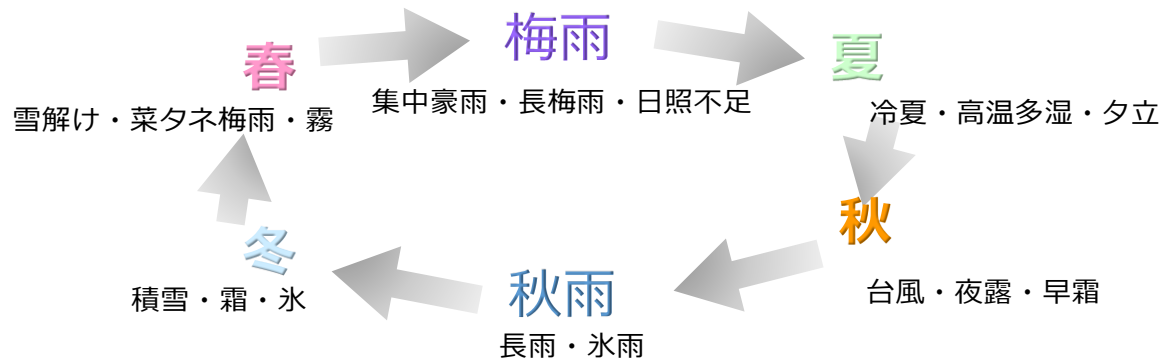 春
雪解け・菜タネ梅雨・霧
梅雨
集中豪雨・長梅雨・日照不足
夏
冷夏・高温多湿・夕立
秋
台風・夜露・早霜
秋雨
長雨・氷雨
冬
積雪・霜・氷